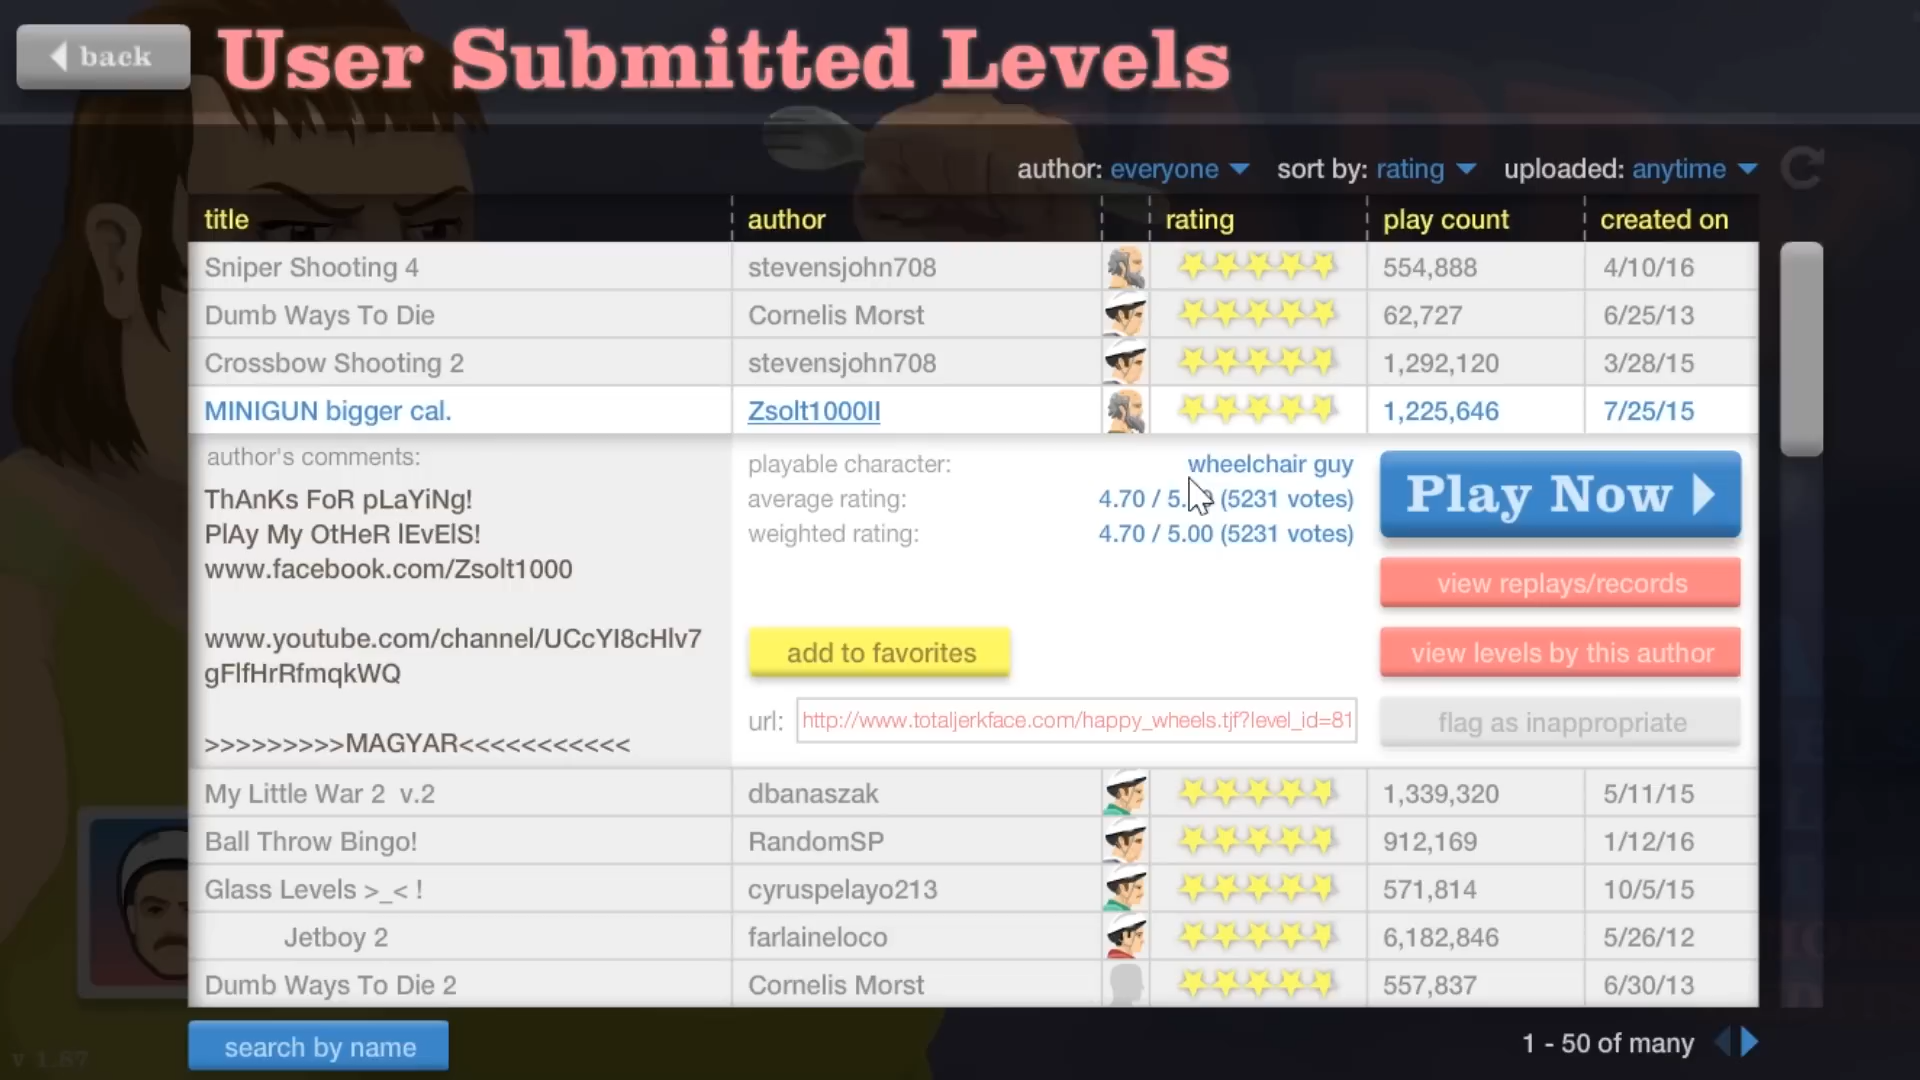 back
User Submitted Levels
author: everyone sort by: rating uploaded: anytime
title author rating play count created on
Sniper Shooting 4 stevensjohn708 554,888 4/10/16
Dumb Ways To Die Cornelis Morst 62,727 6/25/13
Crossbow Shooting 2 stevensjohn708 1,292,120 3/28/15
MINIGUN bigger cal. Zsolt1000II 1,225,646 7/25/15
author's comments:
ThAnKs FoR pLaYiNg!
PlAy My OtHeR lEvElS!
www.facebook.com/Zsolt1000
www.youtube.com/channel/UCcYI8cHlv7
gFlfHrRfmqkWQ
>>>>>>>>>MAGYAR<<<<<<<<<<<
playable character: wheelchair guy
average rating: 4.70 / 5. (5231 votes)
weighted rating: 4.70 / 5.00 (5231 votes)
add to favorites
url: http://www.totaljerkface.com/happy_wheels.tjf?level_id=81
Play Now
view replays/records
view levels by this author
flag as inappropriate
My Little War 2 v.2 dbanaszak 1,339,320 5/11/15
Ball Throw Bingo! RandomSP 912,169 1/12/16
Glass Levels >_< ! cyruspelayo213 571,814 10/5/15
Jetboy 2 farlaineloco 6,182,846 5/26/12
Dumb Ways To Die 2 Cornelis Morst 557,837 6/30/13
search by name
1 - 50 of many
v 1.87